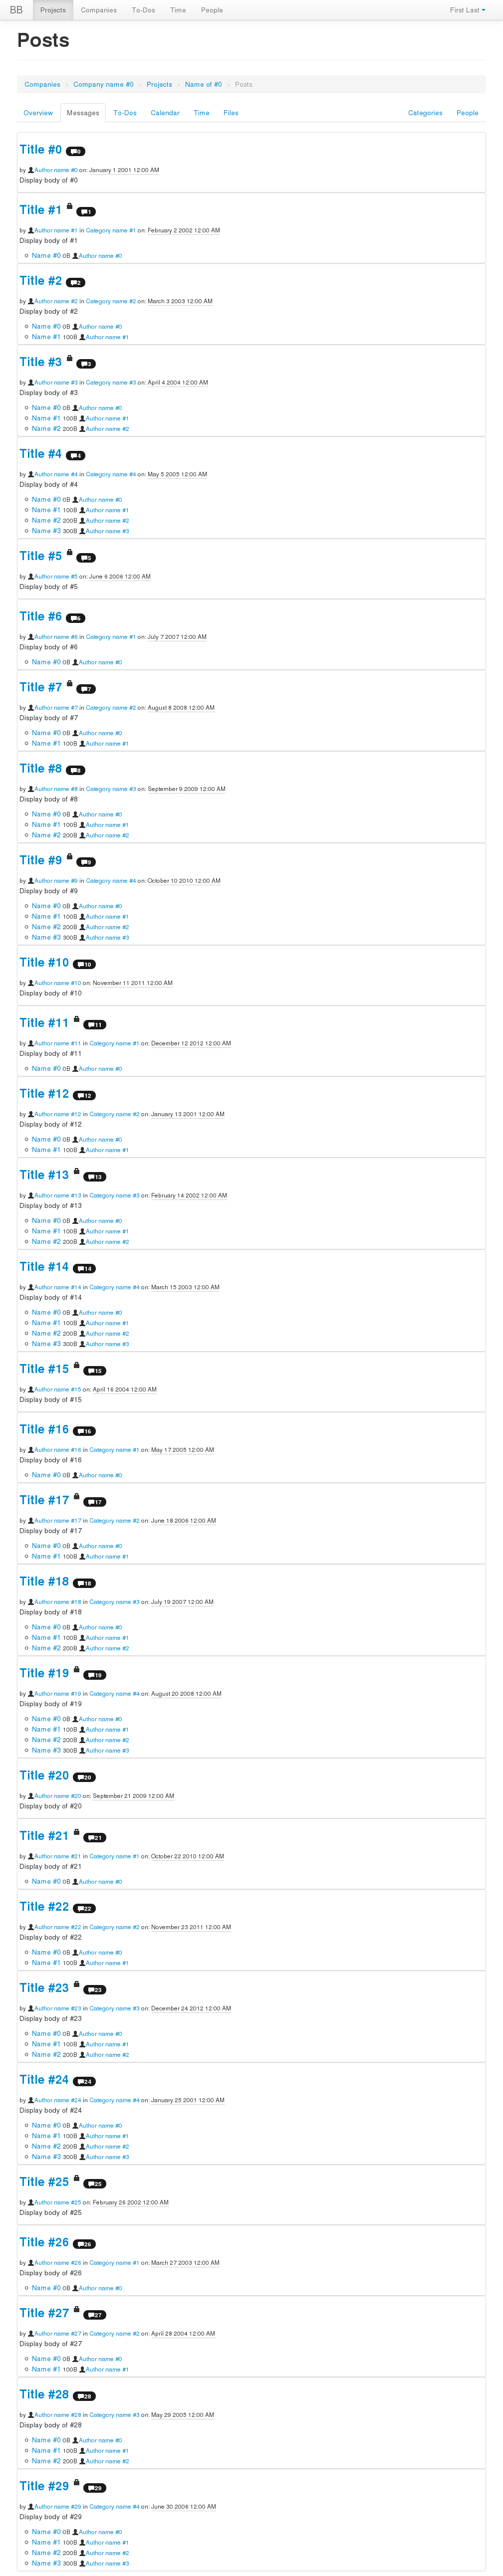 BB Projects Companies To-Dos Time People First Last
Posts
Companies > Company name #0 > Projects > Name of #0 > Posts
Overview Messages To-Dos Calendar Time Files Categories People
Title #0 0
by Author name #0 on: January 1 2001 12:00 AM
Display body of #0
Title #1 1
by Author name #1 in Category name #1 on: February 2 2002 12:00 AM
Display body of #1
Name #0 0B Author name #0
Title #2 2
by Author name #2 in Category name #2 on: March 3 2003 12:00 AM
Display body of #2
Name #0 0B Author name #0
Name #1 100B Author name #1
Title #3 3
by Author name #3 in Category name #3 on: April 4 2004 12:00 AM
Display body of #3
Name #0 0B Author name #0
Name #1 100B Author name #1
Name #2 200B Author name #2
Title #4 4
by Author name #4 in Category name #4 on: May 5 2005 12:00 AM
Display body of #4
Name #0 0B Author name #0
Name #1 100B Author name #1
Name #2 200B Author name #2
Name #3 300B Author name #3
Title #5 5
by Author name #5 on: June 6 2006 12:00 AM
Display body of #5
Title #6 6
by Author name #6 in Category name #1 on: July 7 2007 12:00 AM
Display body of #6
Name #0 0B Author name #0
Title #7 7
by Author name #7 in Category name #2 on: August 8 2008 12:00 AM
Display body of #7
Name #0 0B Author name #0
Name #1 100B Author name #1
Title #8 8
by Author name #8 in Category name #3 on: September 9 2009 12:00 AM
Display body of #8
Name #0 0B Author name #0
Name #1 100B Author name #1
Name #2 200B Author name #2
Title #9 9
by Author name #9 in Category name #4 on: October 10 2010 12:00 AM
Display body of #9
Name #0 0B Author name #0
Name #1 100B Author name #1
Name #2 200B Author name #2
Name #3 300B Author name #3
Title #10 10
by Author name #10 on: November 11 2011 12:00 AM
Display body of #10
Title #11 11
by Author name #11 in Category name #1 on: December 12 2012 12:00 AM
Display body of #11
Name #0 0B Author name #0
Title #12 12
by Author name #12 in Category name #2 on: January 13 2001 12:00 AM
Display body of #12
Name #0 0B Author name #0
Name #1 100B Author name #1
Title #13 13
by Author name #13 in Category name #3 on: February 14 2002 12:00 AM
Display body of #13
Name #0 0B Author name #0
Name #1 100B Author name #1
Name #2 200B Author name #2
Title #14 14
by Author name #14 in Category name #4 on: March 15 2003 12:00 AM
Display body of #14
Name #0 0B Author name #0
Name #1 100B Author name #1
Name #2 200B Author name #2
Name #3 300B Author name #3
Title #15 15
by Author name #15 on: April 16 2004 12:00 AM
Display body of #15
Title #16 16
by Author name #16 in Category name #1 on: May 17 2005 12:00 AM
Display body of #16
Name #0 0B Author name #0
Title #17 17
by Author name #17 in Category name #2 on: June 18 2006 12:00 AM
Display body of #17
Name #0 0B Author name #0
Name #1 100B Author name #1
Title #18 18
by Author name #18 in Category name #3 on: July 19 2007 12:00 AM
Display body of #18
Name #0 0B Author name #0
Name #1 100B Author name #1
Name #2 200B Author name #2
Title #19 19
by Author name #19 in Category name #4 on: August 20 2008 12:00 AM
Display body of #19
Name #0 0B Author name #0
Name #1 100B Author name #1
Name #2 200B Author name #2
Name #3 300B Author name #3
Title #20 20
by Author name #20 on: September 21 2009 12:00 AM
Display body of #20
Title #21 21
by Author name #21 in Category name #1 on: October 22 2010 12:00 AM
Display body of #21
Name #0 0B Author name #0
Title #22 22
by Author name #22 in Category name #2 on: November 23 2011 12:00 AM
Display body of #22
Name #0 0B Author name #0
Name #1 100B Author name #1
Title #23 23
by Author name #23 in Category name #3 on: December 24 2012 12:00 AM
Display body of #23
Name #0 0B Author name #0
Name #1 100B Author name #1
Name #2 200B Author name #2
Title #24 24
by Author name #24 in Category name #4 on: January 25 2001 12:00 AM
Display body of #24
Name #0 0B Author name #0
Name #1 100B Author name #1
Name #2 200B Author name #2
Name #3 300B Author name #3
Title #25 25
by Author name #25 on: February 26 2002 12:00 AM
Display body of #25
Title #26 26
by Author name #26 in Category name #1 on: March 27 2003 12:00 AM
Display body of #26
Name #0 0B Author name #0
Title #27 27
by Author name #27 in Category name #2 on: April 28 2004 12:00 AM
Display body of #27
Name #0 0B Author name #0
Name #1 100B Author name #1
Title #28 28
by Author name #28 in Category name #3 on: May 29 2005 12:00 AM
Display body of #28
Name #0 0B Author name #0
Name #1 100B Author name #1
Name #2 200B Author name #2
Title #29 29
by Author name #29 in Category name #4 on: June 30 2006 12:00 AM
Display body of #29
Name #0 0B Author name #0
Name #1 100B Author name #1
Name #2 200B Author name #2
Name #3 300B Author name #3